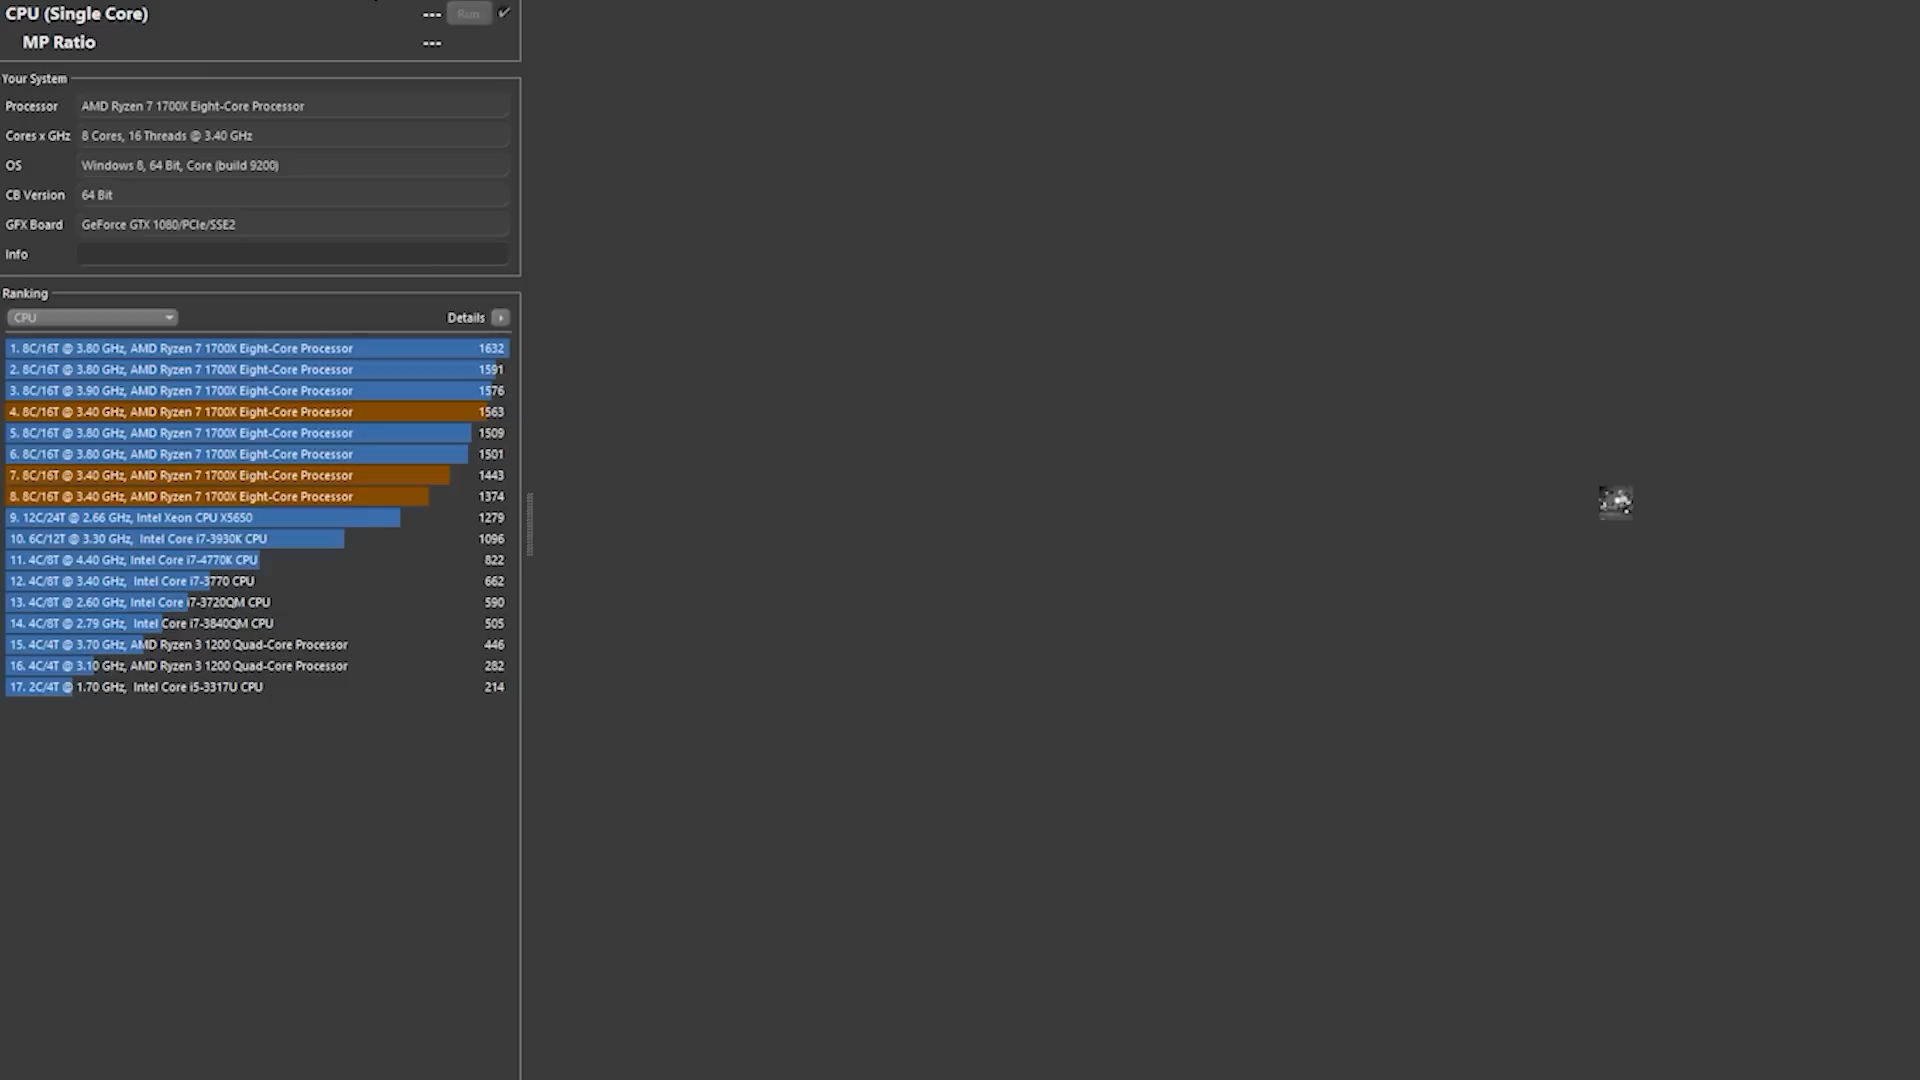 CPU (Single Core) --- Run
MP Ratio ---
Your System
Processor AMD Ryzen 7 1700X Eight-Core Processor
Cores x GHz 8 Cores, 16 Threads @ 3.40 GHz
OS Windows 8, 64 Bit, Core (build 9200)
CB Version 64 Bit
GFX Board GeForce GTX 1080/PCIe/SSE2
Info
Ranking
CPU Details
1. 8C/16T @ 3.80 GHz, AMD Ryzen 7 1700X Eight-Core Processor 1632
2. 8C/16T @ 3.80 GHz, AMD Ryzen 7 1700X Eight-Core Processor 1591
3. 8C/16T @ 3.90 GHz, AMD Ryzen 7 1700X Eight-Core Processor 1576
4. 8C/16T @ 3.40 GHz, AMD Ryzen 7 1700X Eight-Core Processor 1563
5. 8C/16T @ 3.80 GHz, AMD Ryzen 7 1700X Eight-Core Processor 1509
6. 8C/16T @ 3.80 GHz, AMD Ryzen 7 1700X Eight-Core Processor 1501
7. 8C/16T @ 3.40 GHz, AMD Ryzen 7 1700X Eight-Core Processor 1443
8. 8C/16T @ 3.40 GHz, AMD Ryzen 7 1700X Eight-Core Processor 1374
9. 12C/24T @ 2.66 GHz, Intel Xeon CPU X5650 1279
10. 6C/12T @ 3.30 GHz, Intel Core i7-3930K CPU 1096
11. 4C/8T @ 4.40 GHz, Intel Core i7-4770K CPU 822
12. 4C/8T @ 3.40 GHz, Intel Core i7-3770 CPU 662
13. 4C/8T @ 2.60 GHz, Intel Core i7-3720QM CPU 590
14. 4C/8T @ 2.79 GHz, Intel Core i7-3840QM CPU 505
15. 4C/4T @ 3.70 GHz, AMD Ryzen 3 1200 Quad-Core Processor 446
16. 4C/4T @ 3.10 GHz, AMD Ryzen 3 1200 Quad-Core Processor 282
17. 2C/4T @ 1.70 GHz, Intel Core i5-3317U CPU 214